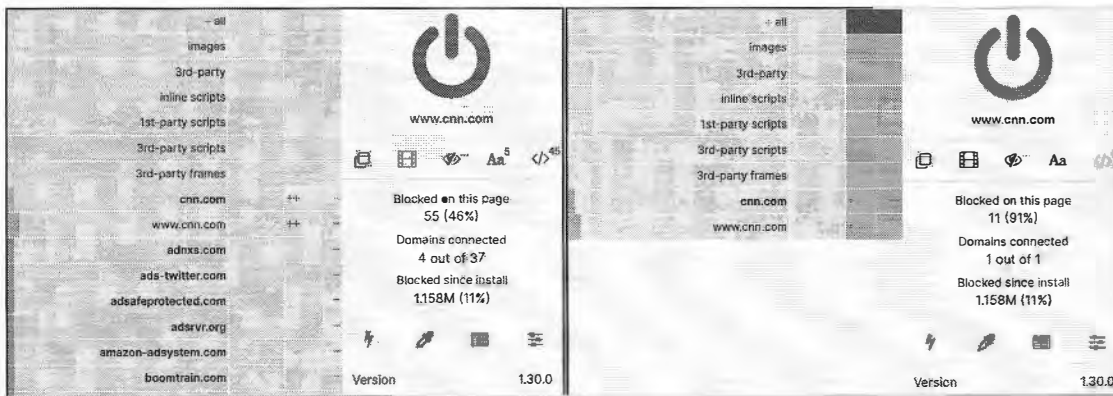 - all
images
3rd-party
inline scripts
1st-party scripts
3rd-party scripts
3rd-party frames
cnn.com ++ -
www.cnn.com ++ -
adnxs.com -
ads-twitter.com -
adsafeprotected.com -
adsrvr.org -
amazon-adsystem.com -
boomtrain.com -
www.cnn.com
Aa 5 </> 45
Blocked on this page
55 (46%)
Domains connected
4 out of 37
Blocked since install
1.158M (11%)
Version 1.30.0
+ all
images
3rd-party
inline scripts
1st-party scripts
3rd-party scripts
3rd-party frames
cnn.com
www.cnn.com
www.cnn.com
Aa </>
Blocked on this page
11 (91%)
Domains connected
1 out of 1
Blocked since install
1.158M (11%)
Version 1.30.0